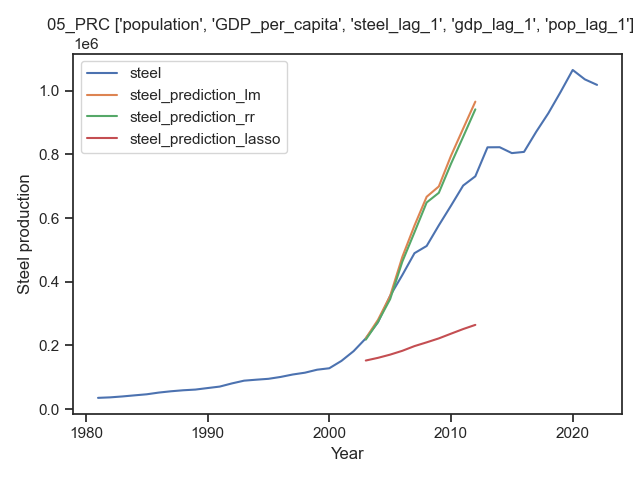 05_PRC ['population', 'GDP_per_capita', 'steel_lag_1', 'gdp_lag_1', 'pop_lag_1']
1e6
steel
steel_prediction_lm
steel_prediction_rr
steel_prediction_lasso
1.0
0.8
0.6
0.4
0.2
0.0
Steel production
1980
1990
2000
2010
2020
Year